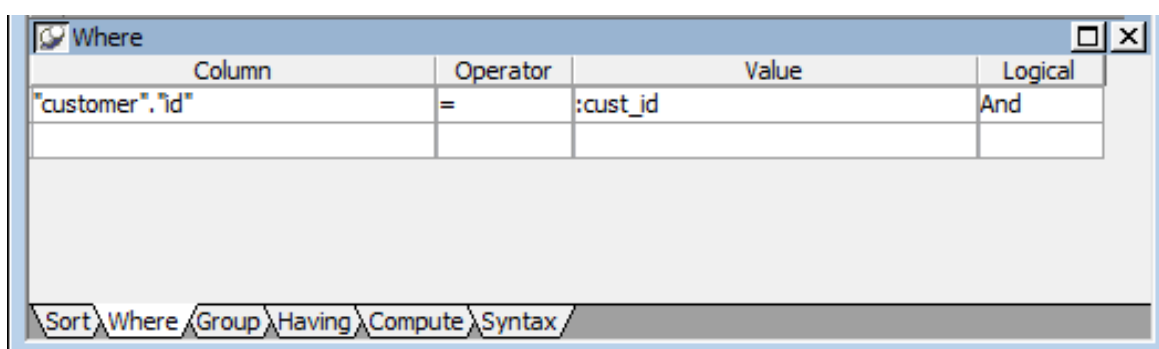 Where
Column Operator Value Logical
"customer"."id" = :cust_id And
Sort Where Group Having Compute Syntax